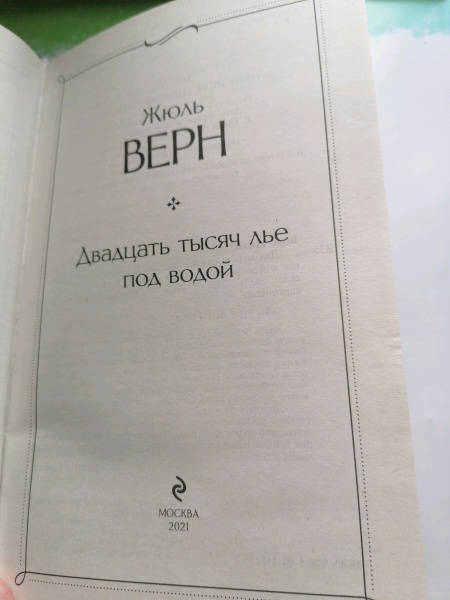 Жюль
ВЕРН
Двадцать тысяч лье
под водой
МОСКВА
2021